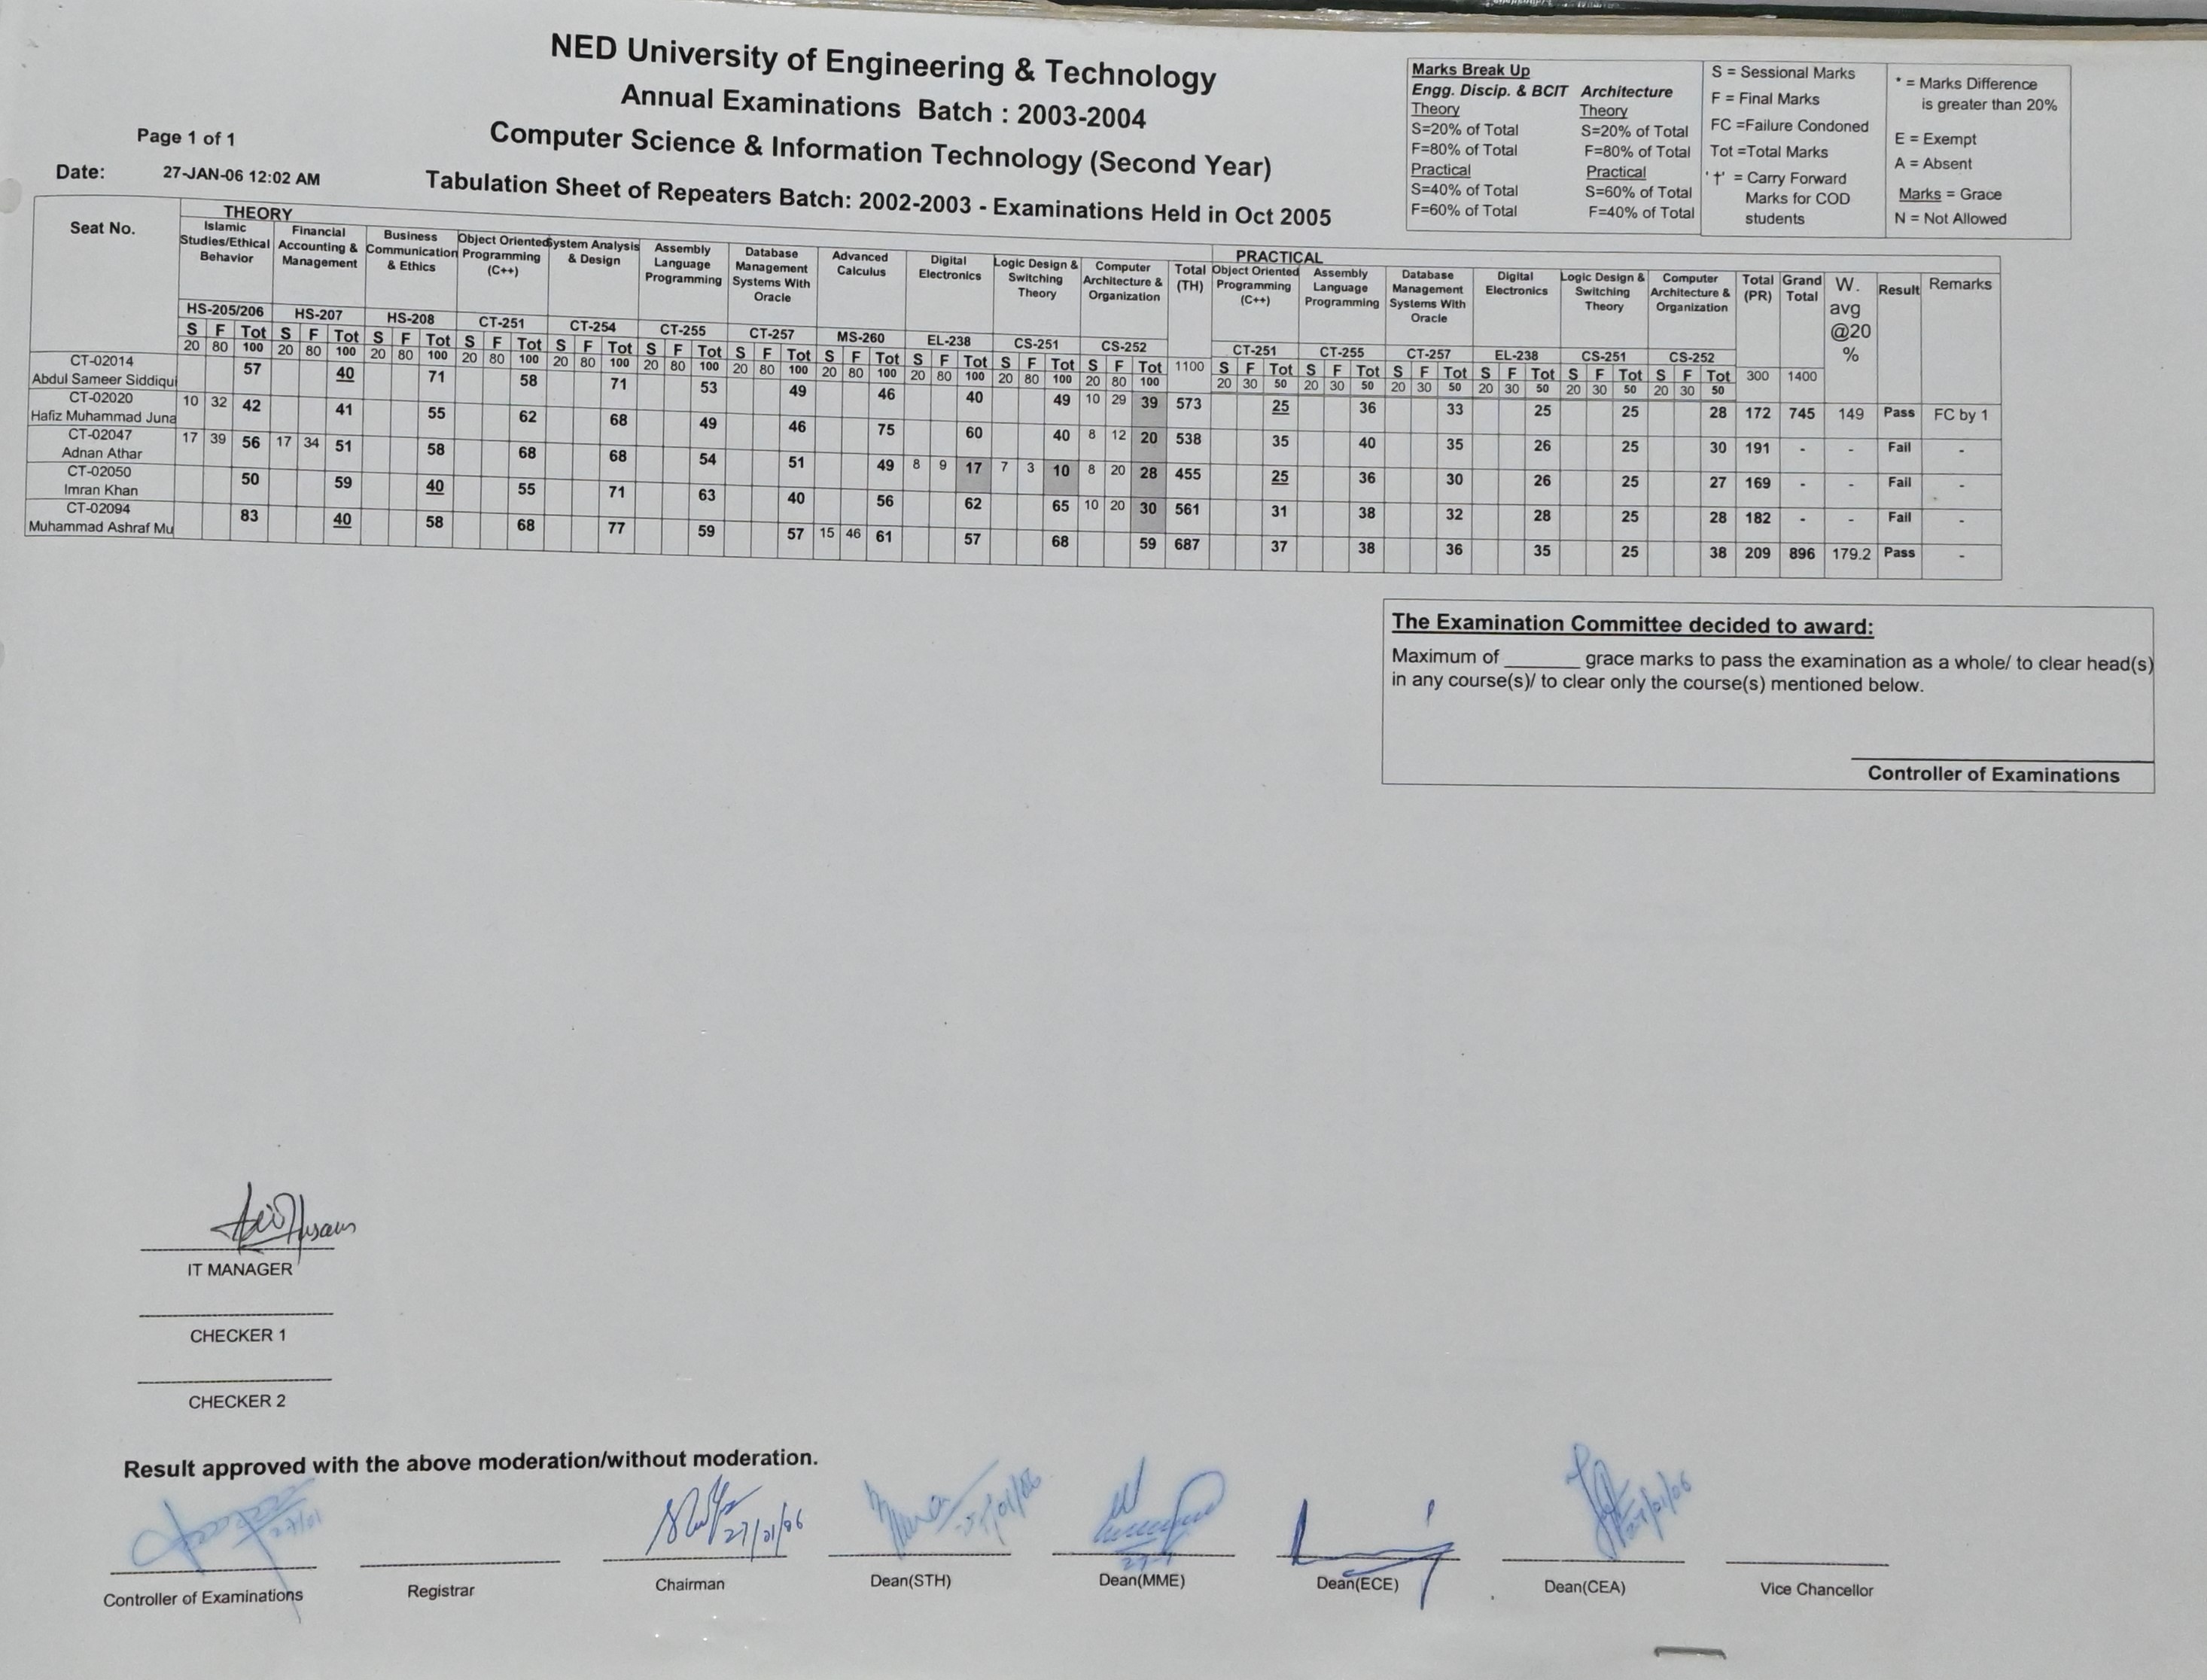 NED University of Engineering & Technology
Annual Examinations Batch : 2003-2004
Computer Science & Information Technology (Second Year)
Tabulation Sheet of Repeaters Batch: 2002-2003 - Examinations Held in Oct 2005
Page 1 of 1
Date: 27-JAN-06 12:02 AM
Marks Break Up
Engg. Discip. & BCIT Architecture
Theory Theory
S=20% of Total S=20% of Total
F=80% of Total F=80% of Total
Practical Practical
S=40% of Total S=60% of Total
F=60% of Total F=40% of Total
S = Sessional Marks
F = Final Marks
FC =Failure Condoned
Tot =Total Marks
'†' = Carry Forward
Marks for COD
students
* = Marks Difference
is greater than 20%
E = Exempt
A = Absent
Marks = Grace
N = Not Allowed
Seat No.
THEORY
Islamic Studies/Ethical Behavior
Financial Accounting & Management
Business Communication & Ethics
Object Oriented Programming (C++)
System Analysis & Design
Assembly Language Programming
Database Management Systems With Oracle
Advanced Calculus
Digital Electronics
Logic Design & Switching Theory
Computer Architecture & Organization
Total (TH)
PRACTICAL
Object Oriented Programming (C++)
Assembly Language Programming
Database Management Systems With Oracle
Digital Electronics
Logic Design & Switching Theory
Computer Architecture & Organization
Total (PR)
Grand Total
W. avg @20 %
Result
Remarks
HS-205/206 HS-207 HS-208 CT-251 CT-254 CT-255 CT-257 MS-260 EL-238 CS-251 CS-252 CT-251 CT-255 CT-257 EL-238 CS-251 CS-252
S F Tot S F Tot S F Tot S F Tot S F Tot S F Tot S F Tot S F Tot S F Tot S F Tot S F Tot S F Tot S F Tot S F Tot S F Tot S F Tot S F Tot
20 80 100 20 80 100 20 80 100 20 80 100 20 80 100 20 80 100 20 80 100 20 80 100 20 80 100 20 80 100 20 80 100 1100 20 30 50 20 30 50 20 30 50 20 30 50 20 30 50 20 30 50 300 1400
CT-02014
Abdul Sameer Siddiqui 57 40 71 58 71 53 49 46 40 49 10 29 39 573 25 36 33 25 25 28 172 745 149 Pass FC by 1
CT-02020
Hafiz Muhammad Juna 10 32 42 41 55 62 68 49 46 75 60 40 8 12 20 538 35 40 35 26 25 30 191 - - Fail -
CT-02047
Adnan Athar 17 39 56 17 34 51 58 68 68 54 51 49 8 9 17 7 3 10 8 20 28 455 25 36 30 26 25 27 169 - - Fail -
CT-02050
Imran Khan 50 59 40 55 71 63 40 56 62 65 10 20 30 561 31 38 32 28 25 28 182 - - Fail -
CT-02094
Muhammad Ashraf Mu 83 40 58 68 77 59 57 15 46 61 57 68 59 687 37 38 36 35 25 38 209 896 179.2 Pass -
The Examination Committee decided to award:
Maximum of _______ grace marks to pass the examination as a whole/ to clear head(s)
in any course(s)/ to clear only the course(s) mentioned below.
Controller of Examinations
IT MANAGER
CHECKER 1
CHECKER 2
Result approved with the above moderation/without moderation.
27/01 27/01/06 27/01/06
Controller of Examinations Registrar Chairman Dean(STH) Dean(MME) Dean(ECE) Dean(CEA) Vice Chancellor